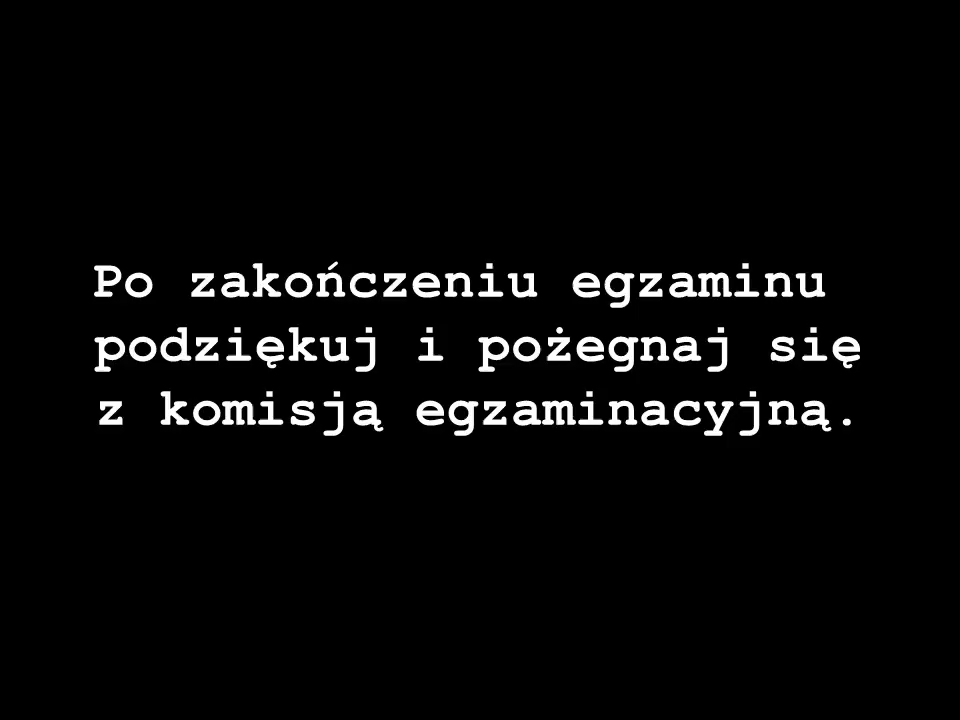 Po zakończeniu egzaminu
podziękuj i pożegnaj się
z komisją egzaminacyjną.